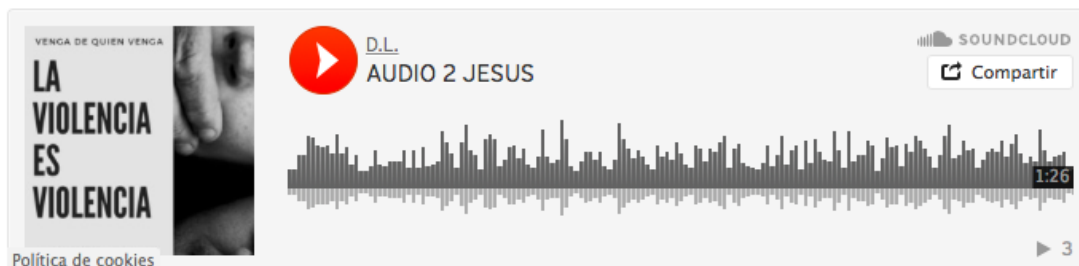 VENGA DE QUIEN VENGA
LA
VIOLENCIA
ES
VIOLENCIA
Política de cookies
D.L.
AUDIO 2 JESUS
SOUNDCLOUD
Compartir
1:26
3